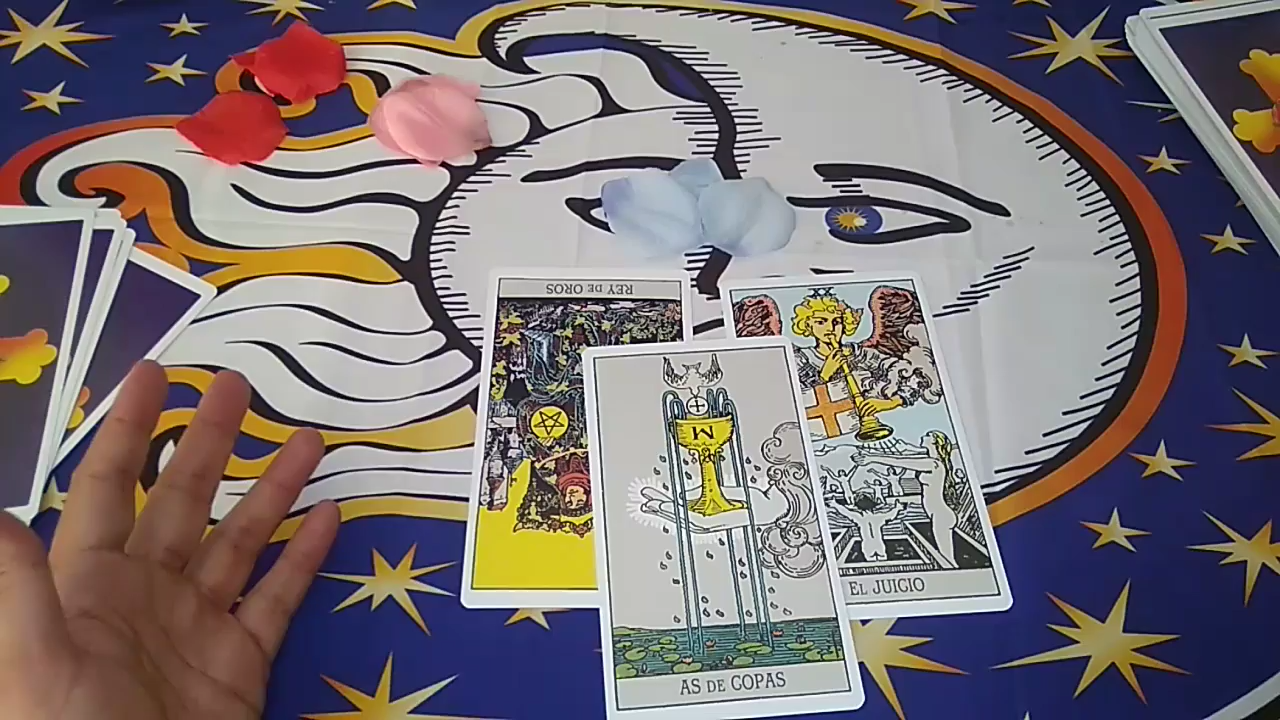 REY DE OROS
XX
M
EL JUICIO
AS DE COPAS